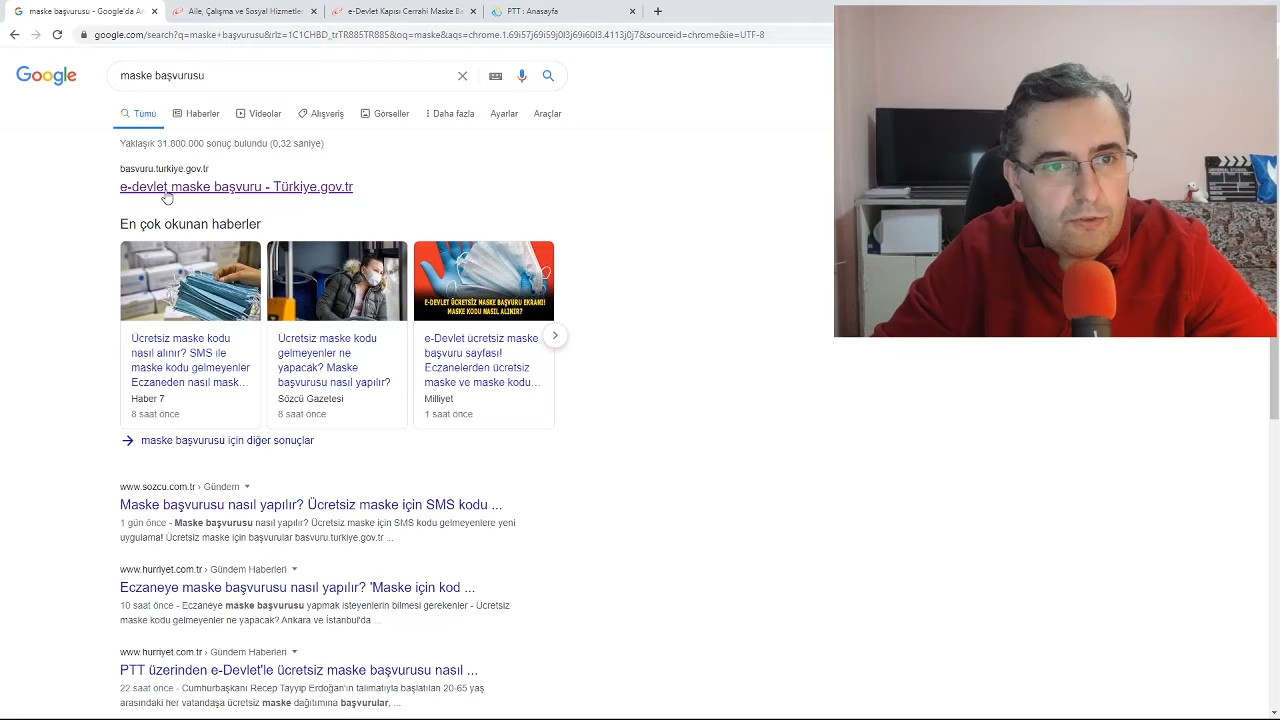 maske başvurusu - Google'da Ar
Aile, Çalışma ve Sosyal Hizmetler
e-Devlet Kapısı Cerrahi Maske Ba
PTT : Anasayfa
google.com/search?q=maske+başvurusu&rlz=1C1CHBD_trTR885TR885&oq=maske&aqs=chrome.1.69i57j69i59j0l3j69i60l3.4113j0j7&sourceid=chrome&ie=UTF-8
Google
maske başvurusu
Tümü
Haberler
Videolar
Alışveriş
Görseller
Daha fazla
Ayarlar
Araçlar
Yaklaşık 31.800.000 sonuç bulundu (0,32 saniye)
basvuru.turkiye.gov.tr
e-devlet maske başvuru - Türkiye.gov.tr
En çok okunan haberler
E-DEVLET ÜCRETSİZ MASKE BAŞVURU EKRANI!
MASKE KODU NASIL ALINIR?
Ücretsiz maske kodu
nasıl alınır? SMS ile
maske kodu gelmeyenler
Eczaneden nasıl mask...
Haber 7
8 saat önce
Ücretsiz maske kodu
gelmeyenler ne
yapacak? Maske
başvurusu nasıl yapılır?
Sözcü Gazetesi
8 saat önce
e-Devlet ücretsiz maske
başvuru sayfası!
Eczanelerden ücretsiz
maske ve maske kodu...
Milliyet
1 saat önce
maske başvurusu için diğer sonuçlar
www.sozcu.com.tr › Gündem
Maske başvurusu nasıl yapılır? Ücretsiz maske için SMS kodu ...
1 gün önce - Maske başvurusu nasıl yapılır? Ücretsiz maske için SMS kodu gelmeyenlere yeni
uygulama! Ücretsiz maske için başvurular basvuru.turkiye.gov.tr ...
www.hurriyet.com.tr › Gündem Haberleri
Eczaneye maske başvurusu nasıl yapılır? 'Maske için kod ...
10 saat önce - Eczaneye maske başvurusu yapmak isteyenlerin bilmesi gerekenler - Ücretsiz
maske kodu gelmeyenler ne yapacak? Ankara ve İstanbul'da ...
www.hurriyet.com.tr › Gündem Haberleri
PTT üzerinden e-Devlet'le ücretsiz maske başvurusu nasıl ...
22 saat önce - Cumhurbaşkanı Recep Tayyip Erdoğan'ın talimatıyla başlatılan 20-65 yaş
arasındaki her vatandaşa ücretsiz maske dağıtımına başvurular, ...